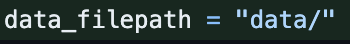 data_filepath = "data/"